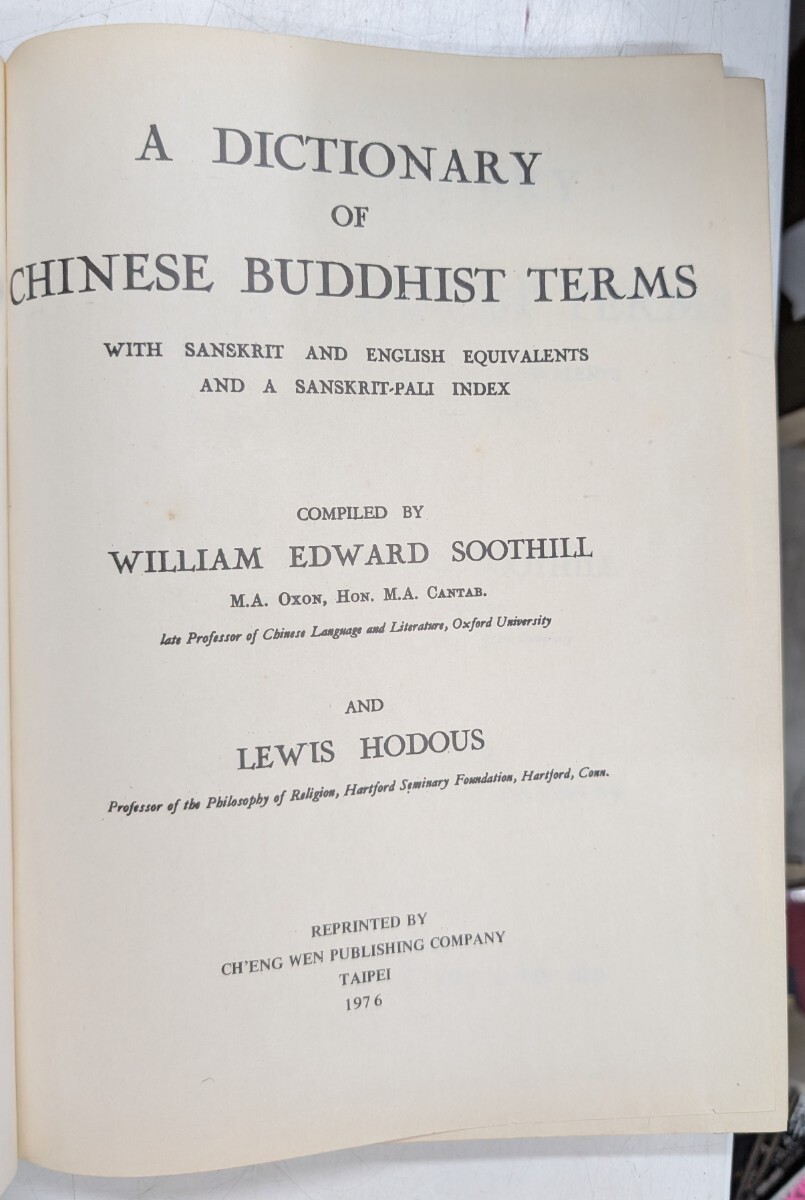 A DICTIONARY
OF
CHINESE BUDDHIST TERMS
WITH SANSKRIT AND ENGLISH EQUIVALENTS
AND A SANSKRIT-PALI INDEX
COMPILED BY
WILLIAM EDWARD SOOTHILL
M.A. OXON, HON. M.A. CANTAB.
late Professor of Chinese Language and Literature, Oxford University
AND
LEWIS HODOUS
Professor of the Philosophy of Religion, Hartford Seminary Foundation, Hartford, Conn.
REPRINTED BY
CH'ENG WEN PUBLISHING COMPANY
TAIPEI
1976